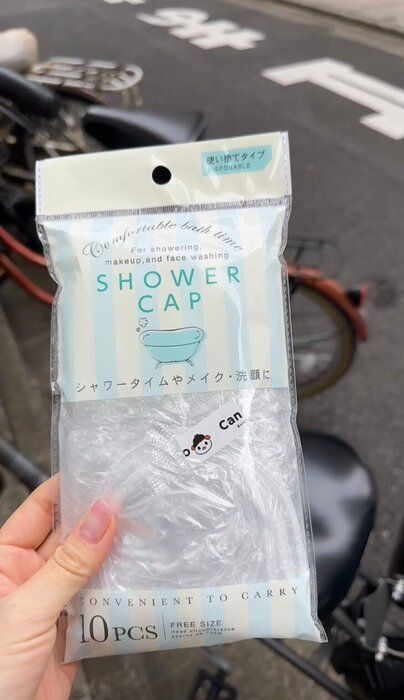 使い捨てタイプ
DISPOSABLE
Comfortable bath time
For showering,
makeup,and face washing
SHOWER
CAP
シャワータイムやメイク・洗顔に
Can
CONVENIENT TO CARRY
10PCS
FREE SIZE
Head circumference